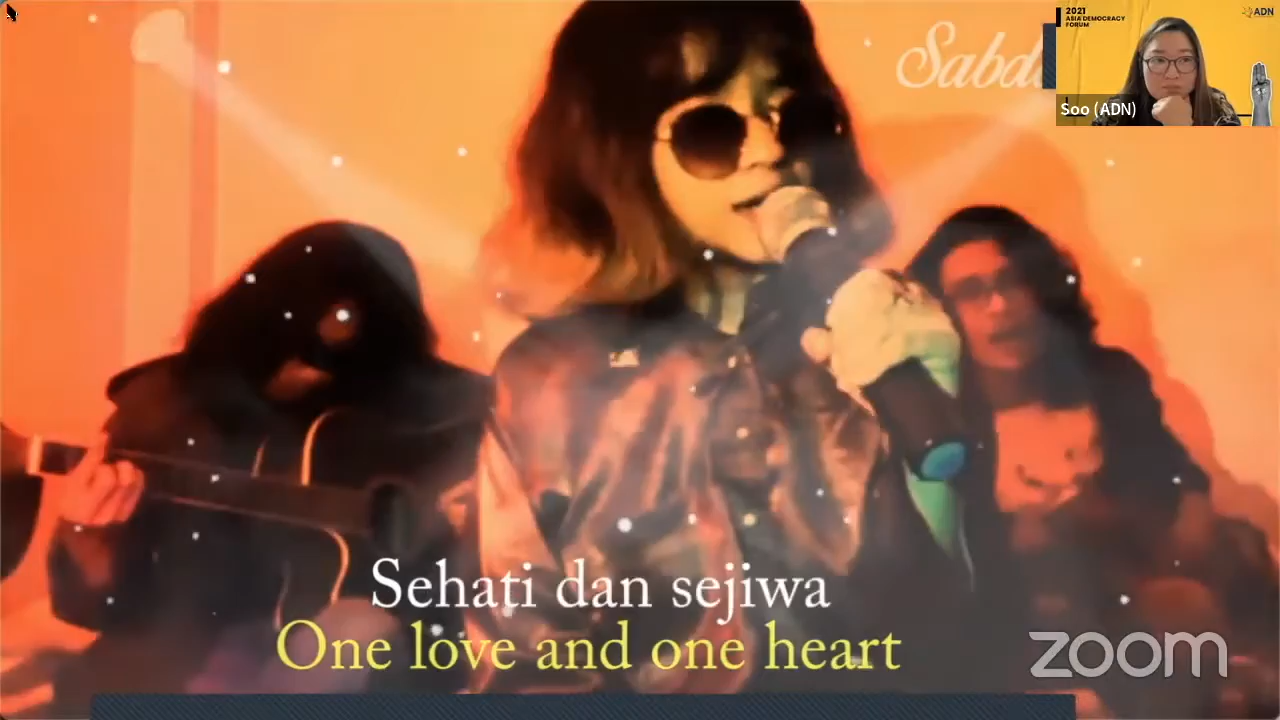 2021
ASIA DEMOCRACY
FORUM
ADN
Soo (ADN)
Sehati dan sejiwa
One love and one heart
zoom